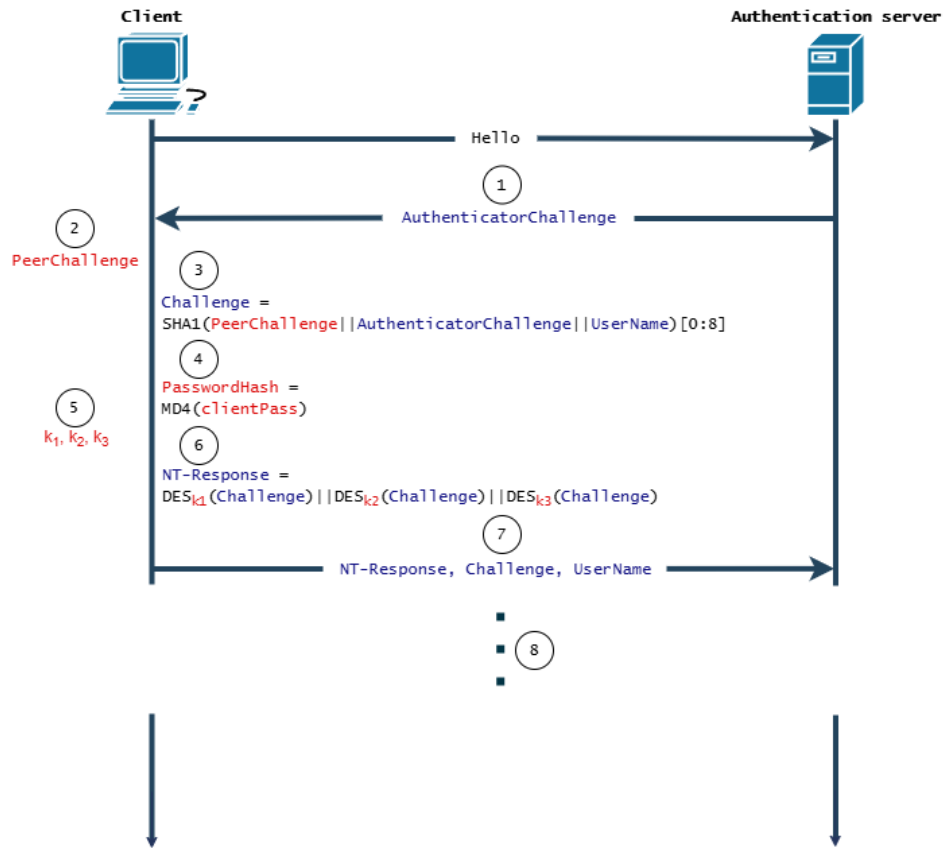 Client
Authentication server
Hello
1
AuthenticatorChallenge
2
PeerChallenge
3
Challenge =
SHA1(PeerChallenge||AuthenticatorChallenge||UserName)[0:8]
4
PasswordHash =
MD4(clientPass)
5
k₁, k₂, k₃
6
NT-Response =
DESₖ₁(Challenge)||DESₖ₂(Challenge)||DESₖ₃(Challenge)
7
NT-Response, Challenge, UserName
8